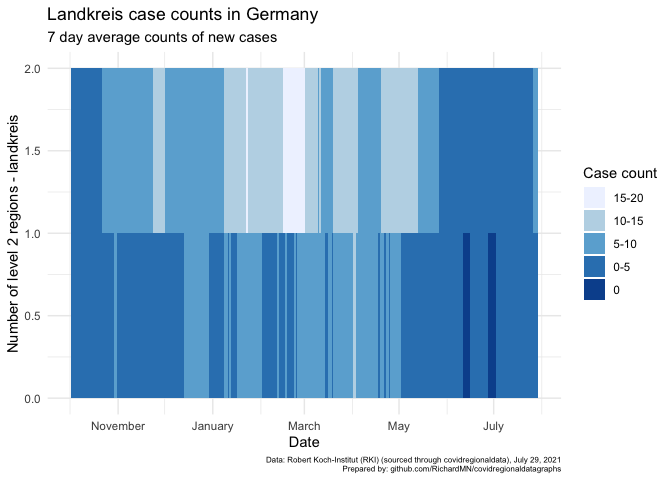 Landkreis case counts in Germany
7 day average counts of new cases
Number of level 2 regions - landkreis
2.0
1.5
1.0
0.5
0.0
November
January
March
May
July
Date
Case count
15-20
10-15
5-10
0-5
0
Data: Robert Koch-Institut (RKI) (sourced through covidregionaldata), July 29, 2021
Prepared by: github.com/RichardMN/covidregionaldatagraphs